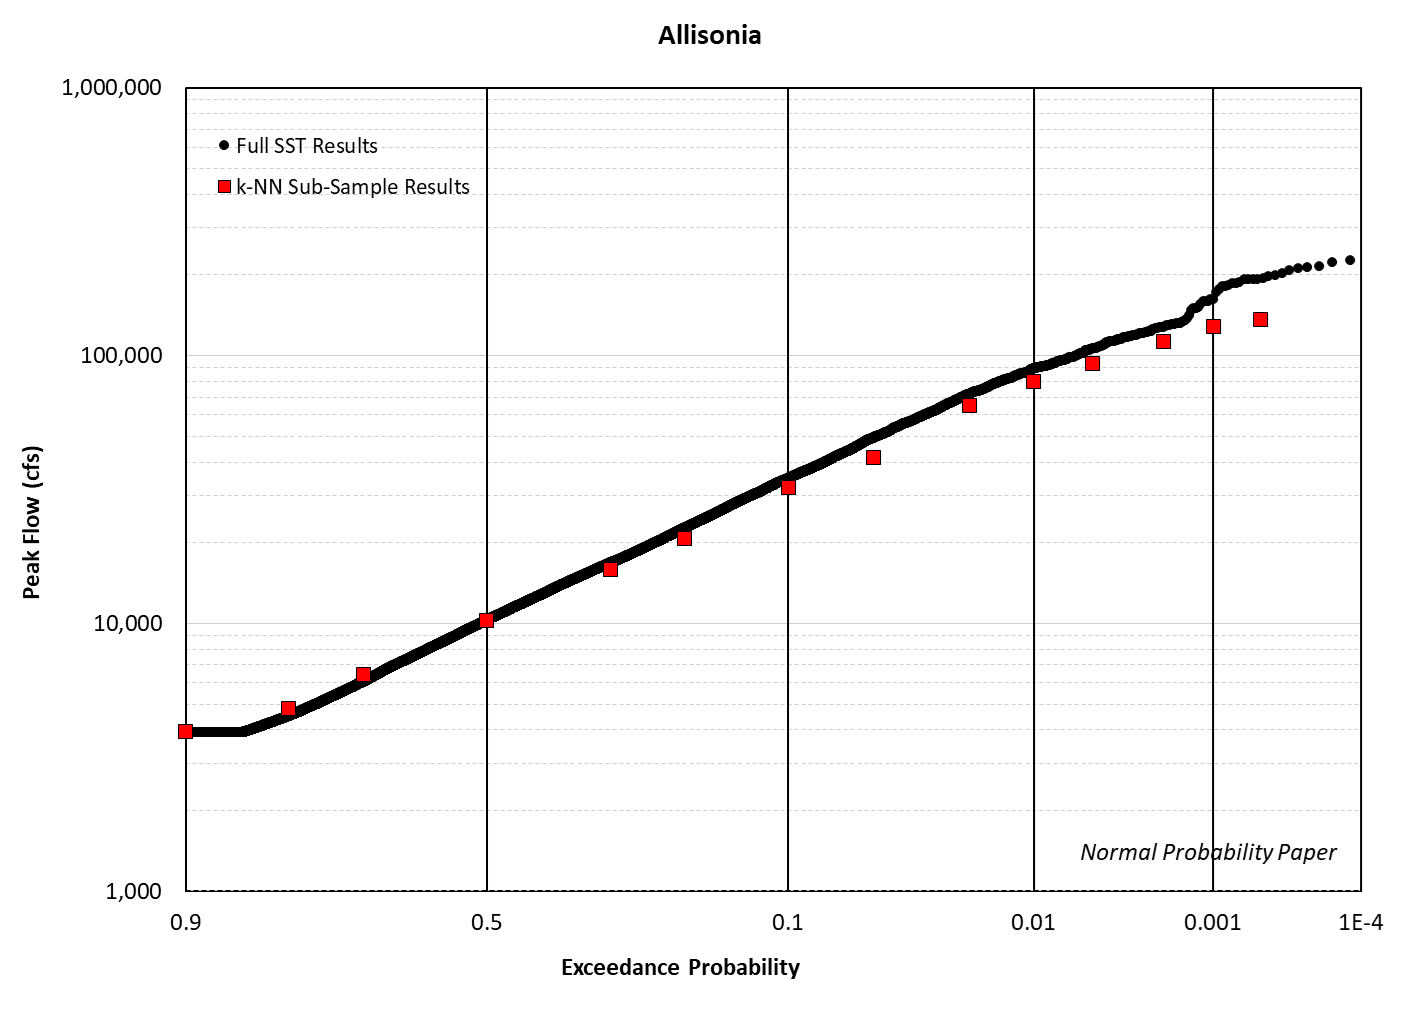 Allisonia
1,000,000
Full SST Results
k-NN Sub-Sample Results
100,000
Peak Flow (cfs)
10,000
Normal Probability Paper
1,000
0.9 0.5 0.1 0.01 0.001 1E-4
Exceedance Probability